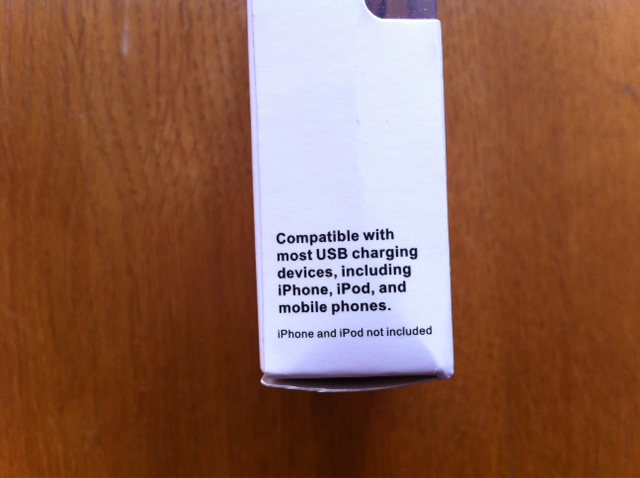 Compatible with
most USB charging
devices, including
iPhone, iPod, and
mobile phones.
iPhone and iPod not included